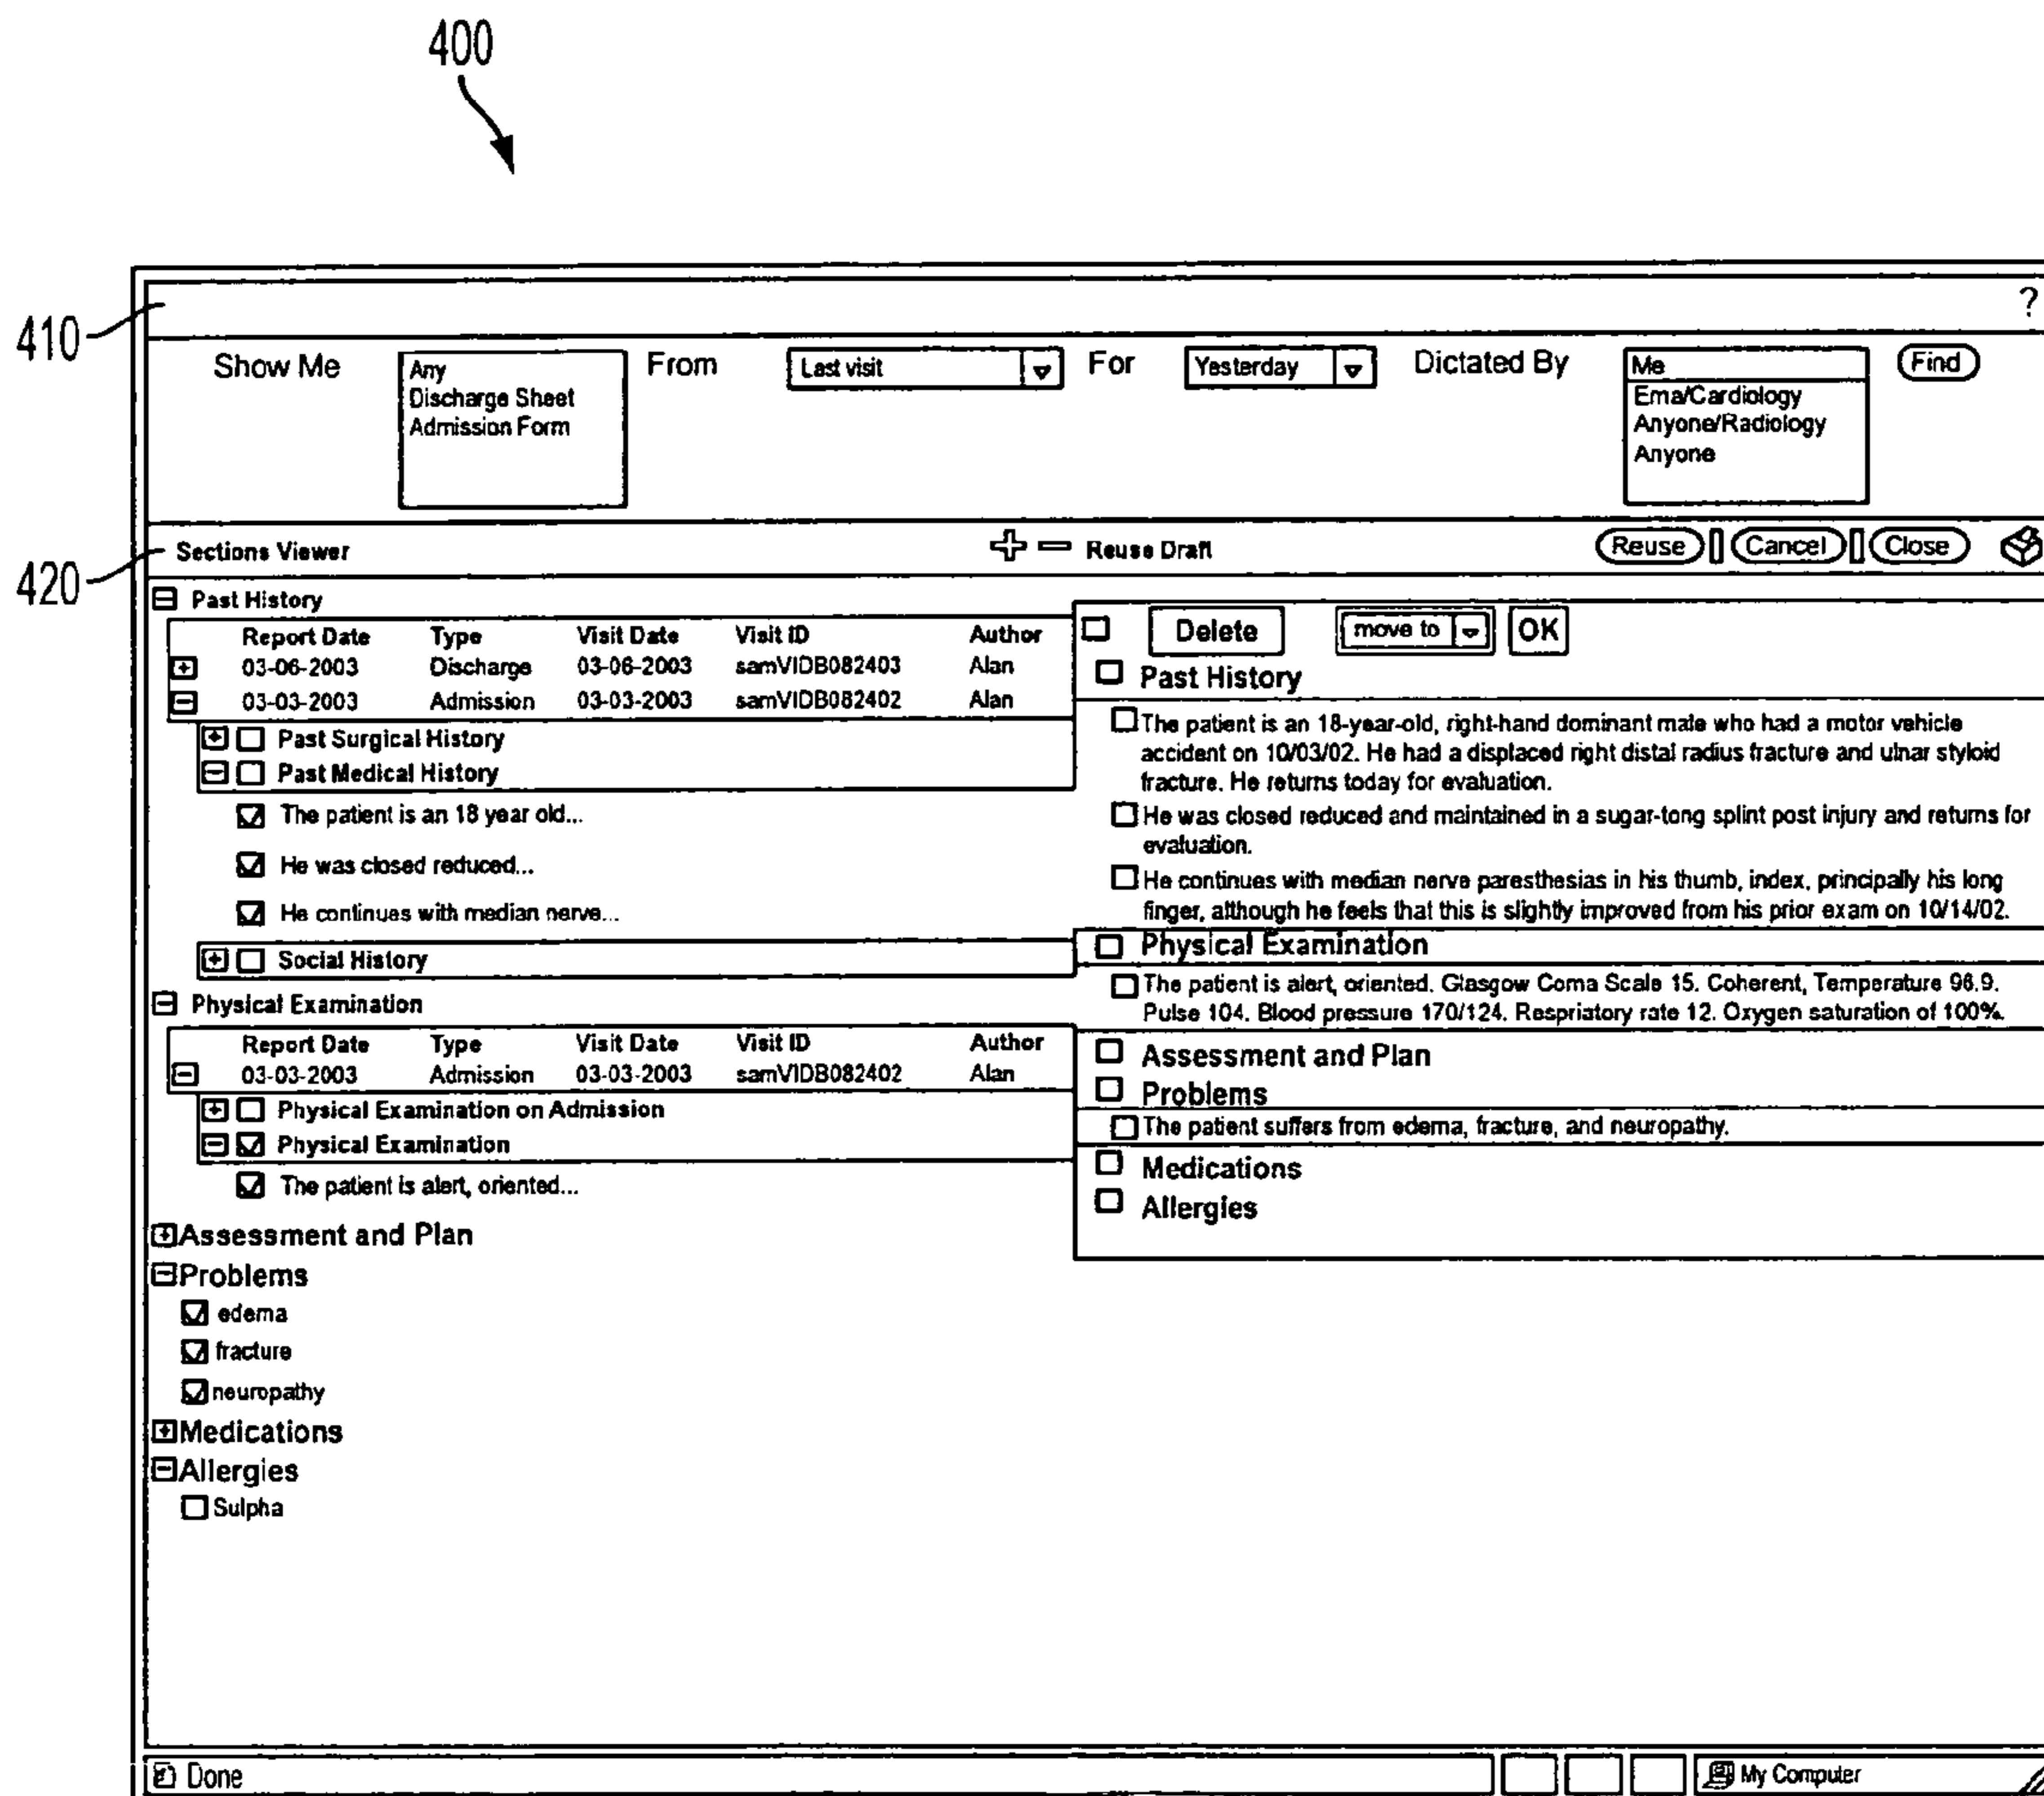 400
410
?
Show Me
Any
Discharge Sheet
Admission Form
From
Last visit
For
Yesterday
Dictated By
Me
Ema/Cardiology
Anyone/Radiology
Anyone
Find
420
Sections Viewer
Reuse Draft
Reuse Cancel Close
Past History
Report Date Type Visit Date Visit ID Author
03-06-2003 Discharge 03-06-2003 samVIDB082403 Alan
03-03-2003 Admission 03-03-2003 samVIDB082402 Alan
Past Surgical History
Past Medical History
The patient is an 18 year old...
He was closed reduced...
He continues with median nerve...
Social History
Physical Examination
Report Date Type Visit Date Visit ID Author
03-03-2003 Admission 03-03-2003 samVIDB082402 Alan
Physical Examination on Admission
Physical Examination
The patient is alert, oriented...
Assessment and Plan
Problems
edema
fracture
neuropathy
Medications
Allergies
Sulpha
Delete move to OK
Past History
The patient is an 18-year-old, right-hand dominant male who had a motor vehicle
accident on 10/03/02. He had a displaced right distal radius fracture and ulnar styloid
fracture. He returns today for evaluation.
He was closed reduced and maintained in a sugar-tong splint post injury and returns for
evaluation.
He continues with median nerve paresthesias in his thumb, index, principally his long
finger, although he feels that this is slightly improved from his prior exam on 10/14/02.
Physical Examination
The patient is alert, oriented. Glasgow Coma Scale 15. Coherent, Temperature 98.9.
Pulse 104. Blood pressure 170/124. Respriatory rate 12. Oxygen saturation of 100%.
Assessment and Plan
Problems
The patient suffers from edema, fracture, and neuropathy.
Medications
Allergies
Done
My Computer